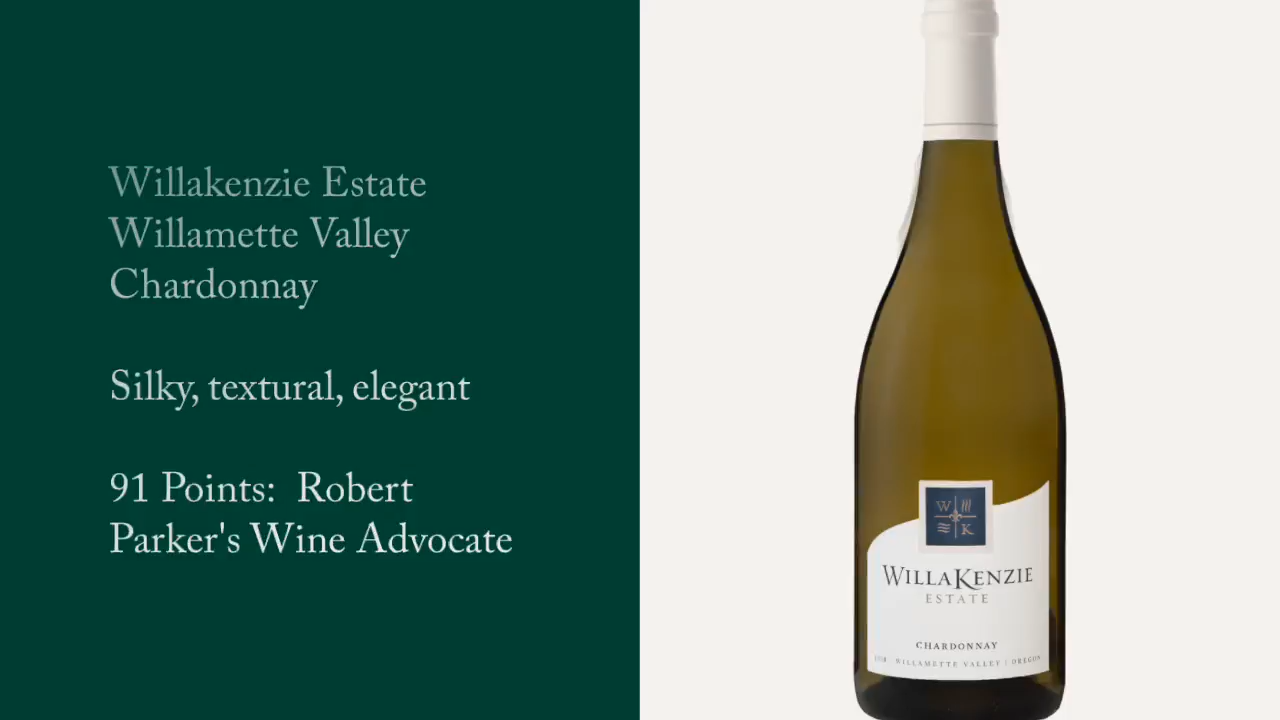 Willakenzie Estate
Willamette Valley
Chardonnay
Silky, textural, elegant
91 Points:  Robert
Parker's Wine Advocate
W
K
WILLAKENZIE
ESTATE
CHARDONNAY
WILLAMETTE VALLEY | OREGON